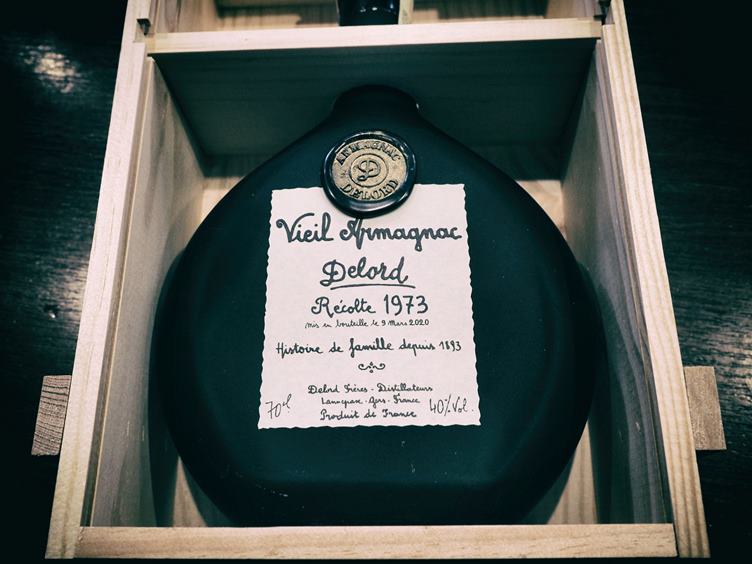 ARMAGNAC
D
DELORD
Vieil Armagnac
Delord
Récolte 1973
mis en bouteille le 9 Mars 2020
Histoire de famille depuis 1893
Delord Frères - Distillateurs
Lannepax - Gers - France
70cl Produit de France 40% Vol.